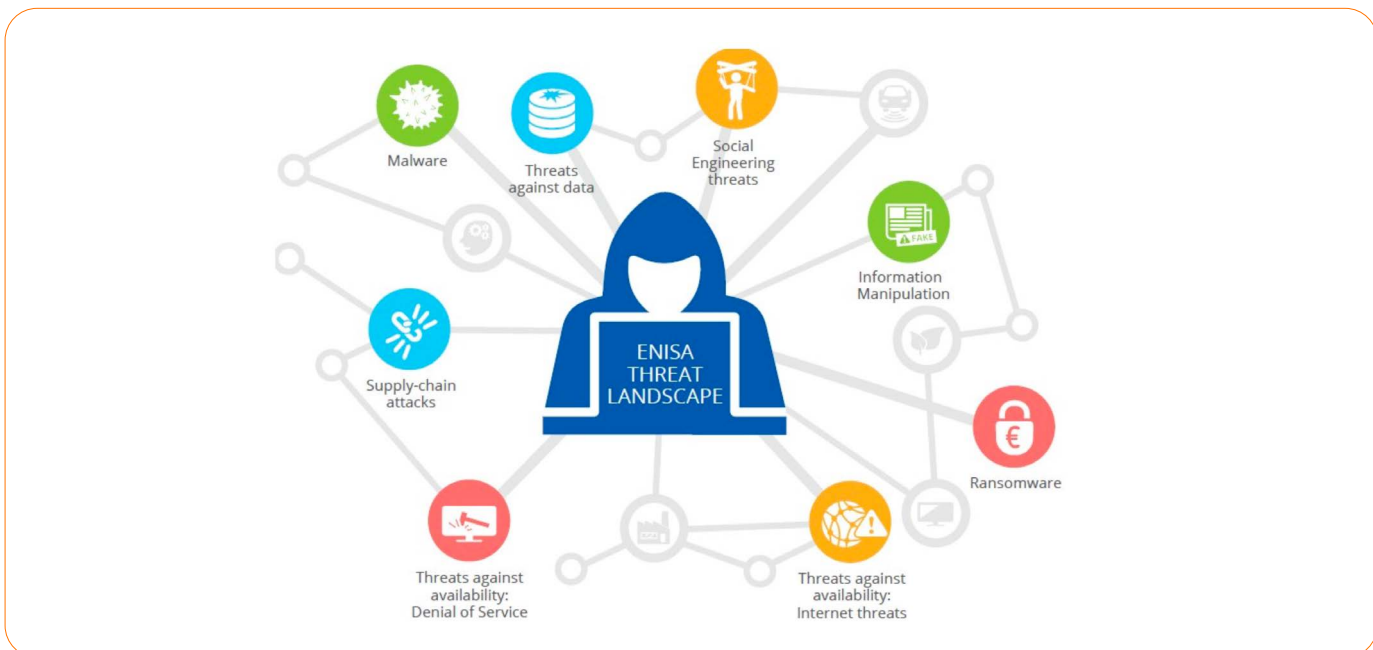 Malware
Threats
against data
Social
Engineering
threats
FAKE
Information
Manipulation
ENISA
THREAT
LANDSCAPE
Supply-chain
attacks
€
Ransomware
Threats against
availability:
Denial of Service
Threats against
availability:
Internet threats